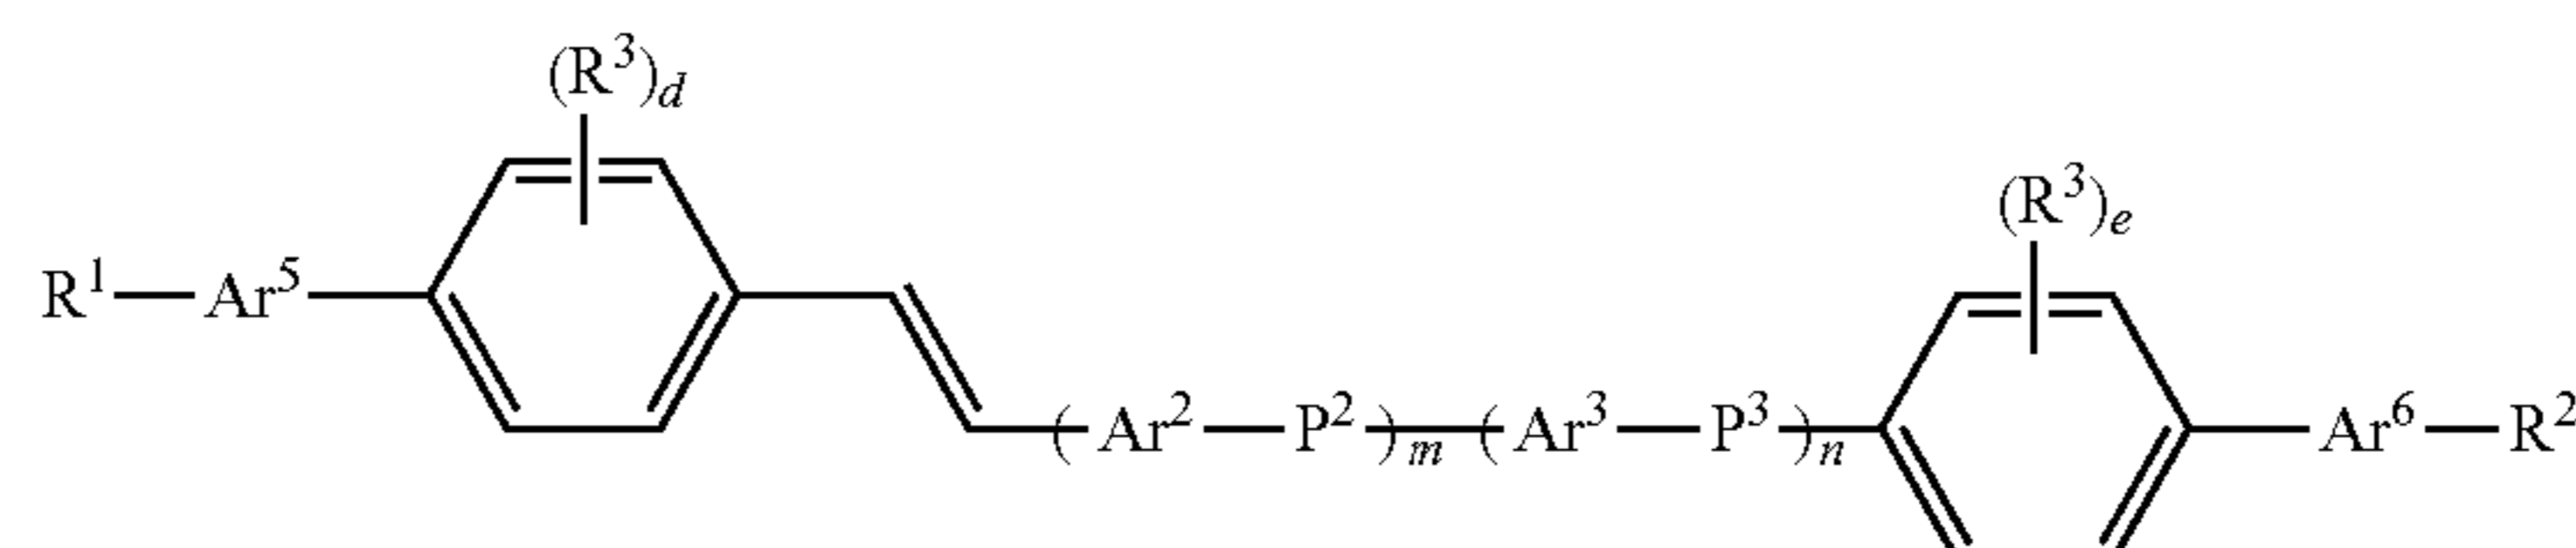 (R³)d
(R³)e
R¹—Ar⁵
(Ar²—P²)m—(Ar³—P³)n
Ar⁶—R²